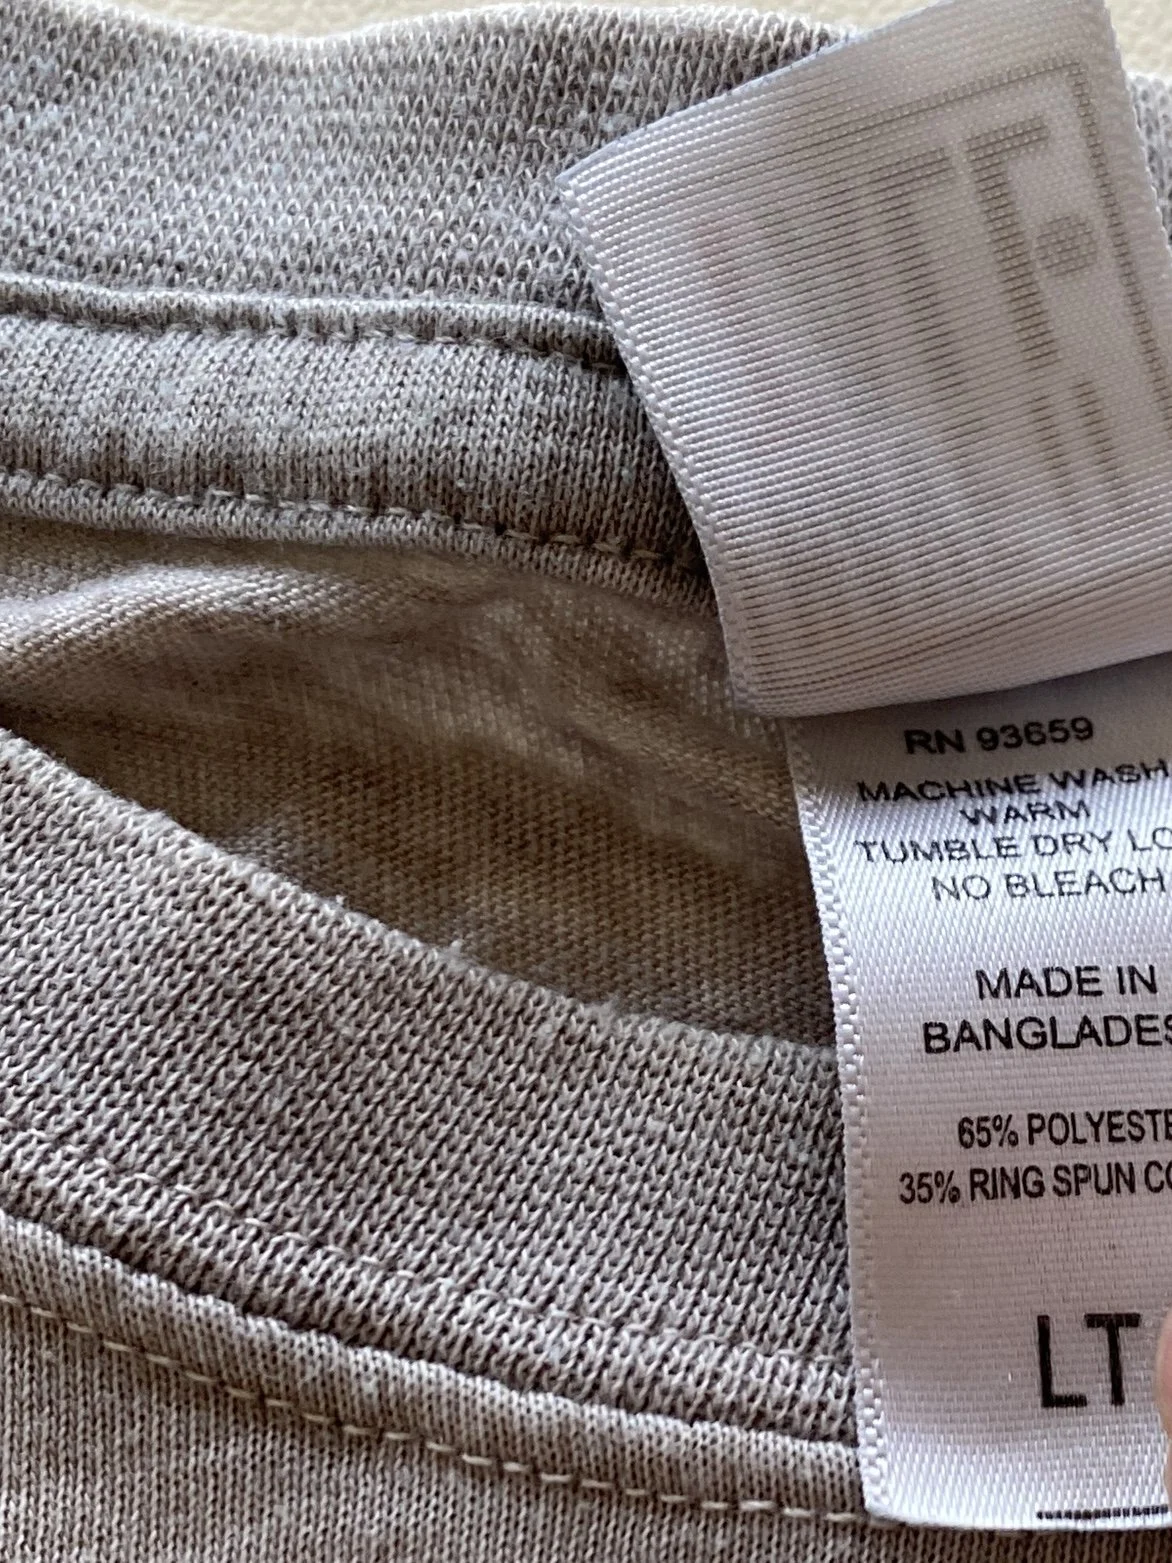 RN 93659
MACHINE WASH
WARM
TUMBLE DRY LO
NO BLEACH
MADE IN
BANGLADES
65% POLYESTE
35% RING SPUN CO
LT